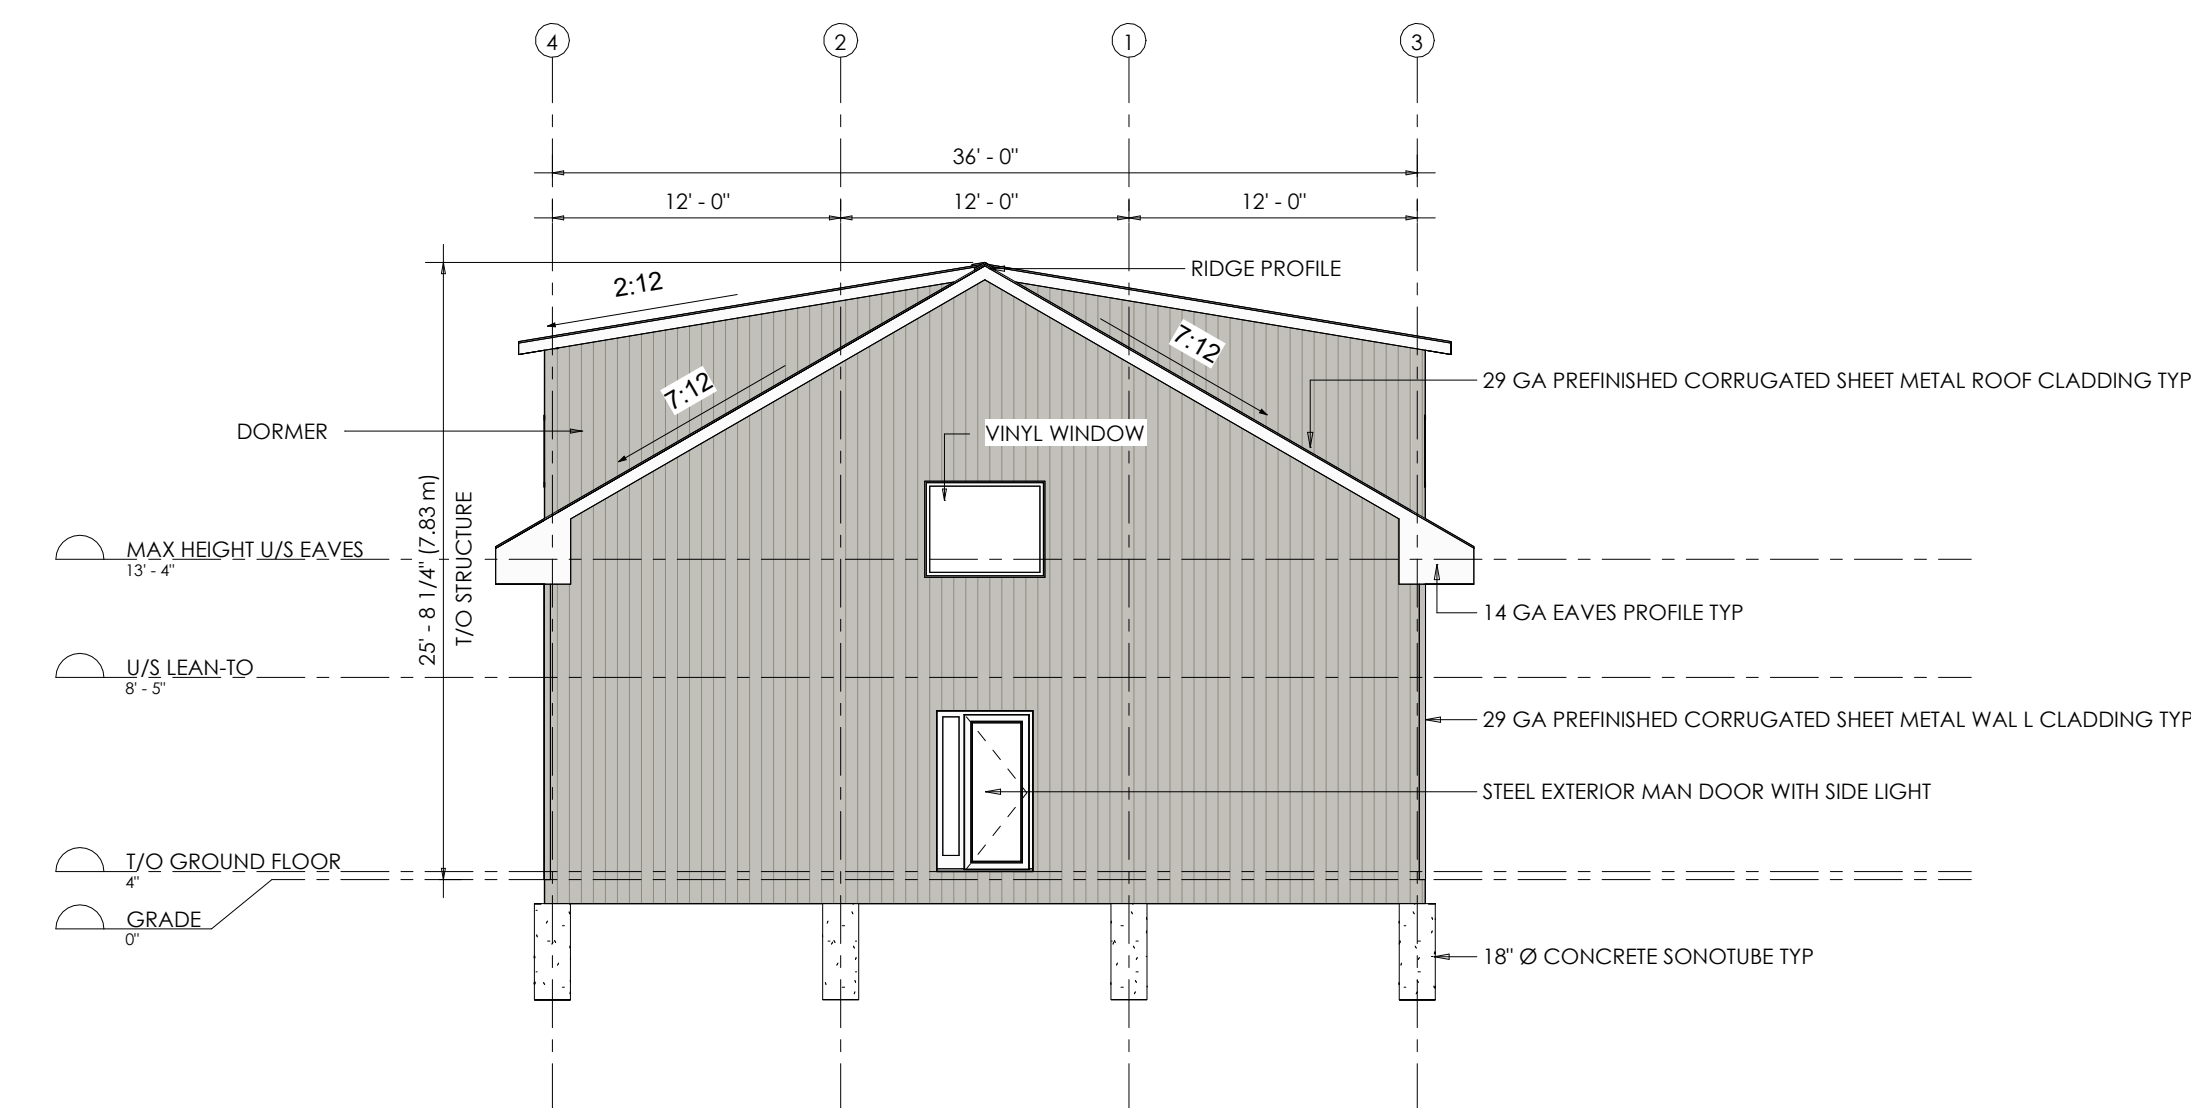 4 2 1 3
36' - 0"
12' - 0" 12' - 0" 12' - 0"
RIDGE PROFILE
2:12
7:12
7:12
29 GA PREFINISHED CORRUGATED SHEET METAL ROOF CLADDING TYP
DORMER
VINYL WINDOW
25' - 8 1/4" (7.83 m)
T/O STRUCTURE
MAX HEIGHT U/S EAVES
13' - 4"
14 GA EAVES PROFILE TYP
U/S LEAN-TO
8' - 5"
29 GA PREFINISHED CORRUGATED SHEET METAL WAL L CLADDING TYP
STEEL EXTERIOR MAN DOOR WITH SIDE LIGHT
T/O GROUND FLOOR
4"
GRADE
0"
18" Ø CONCRETE SONOTUBE TYP